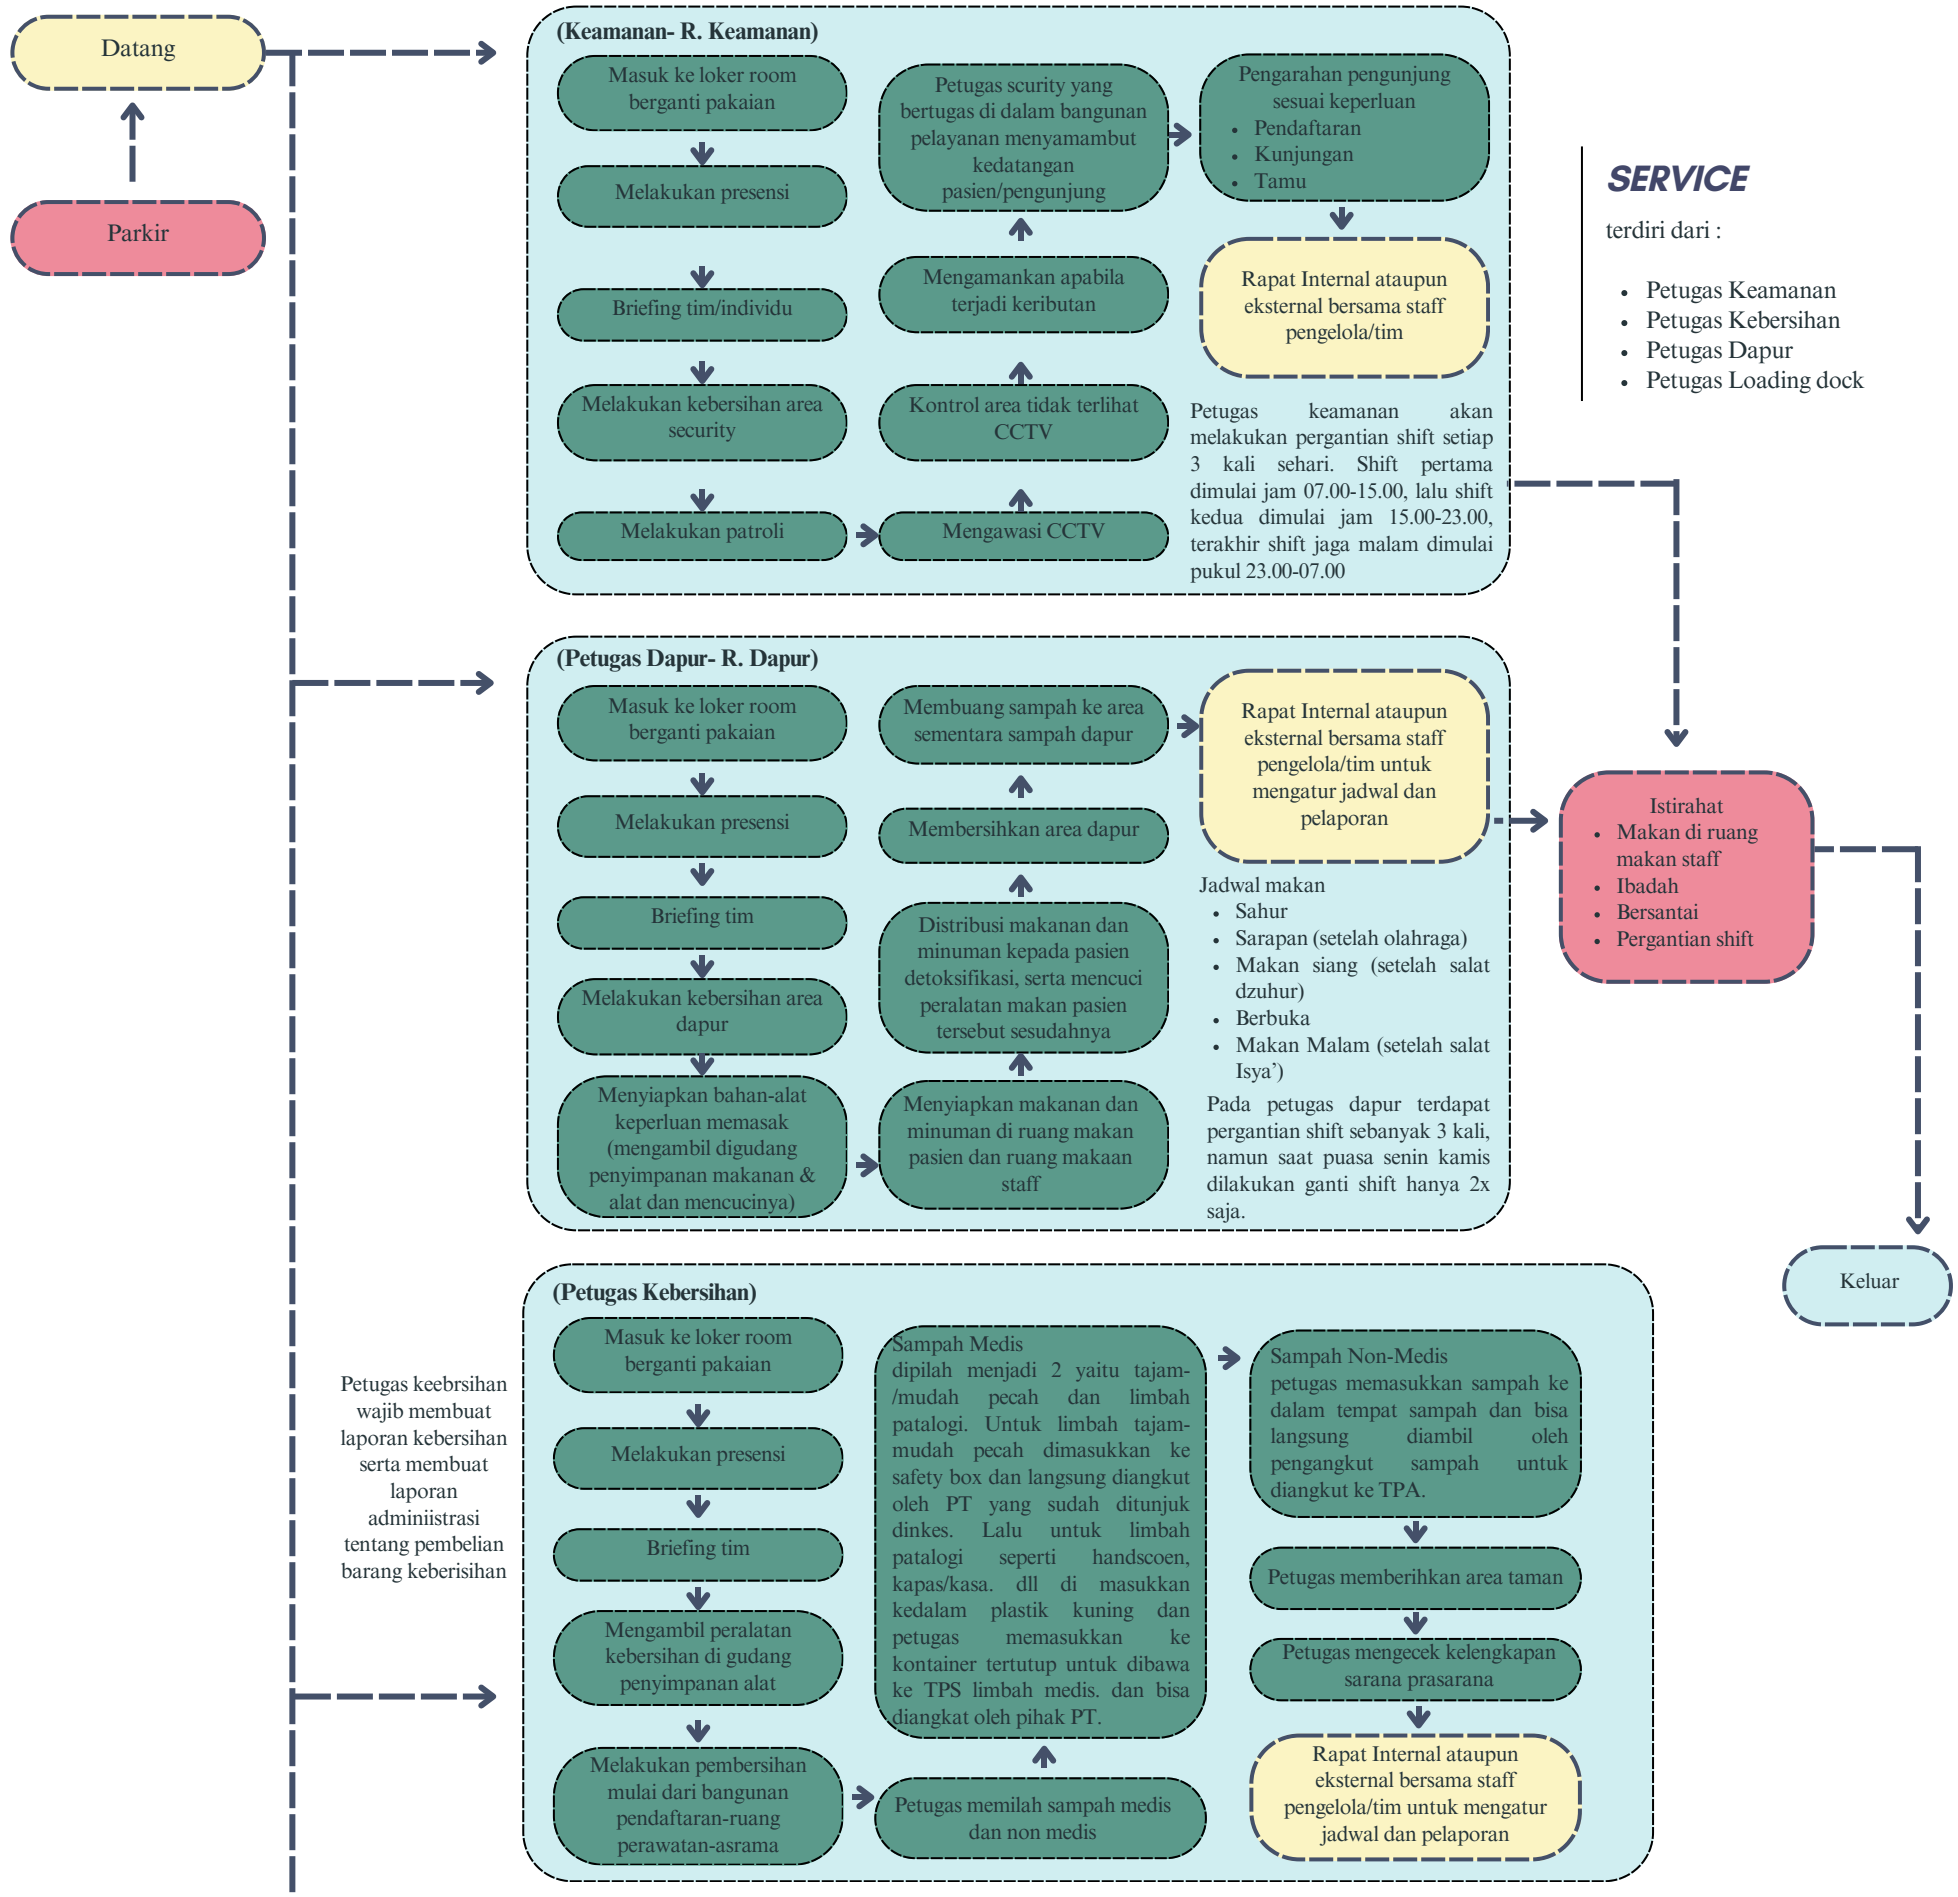 Datang
Parkir
(Keamanan- R. Keamanan)
Masuk ke loker room
berganti pakaian
Melakukan presensi
Briefing tim/individu
Melakukan kebersihan area
security
Melakukan patroli
Mengawasi CCTV
Kontrol area tidak terlihat
CCTV
Mengamankan apabila
terjadi keributan
Petugas scurity yang
bertugas di dalam bangunan
pelayanan menyamambut
kedatangan
pasien/pengunjung
Pengarahan pengunjung
sesuai keperluan
• Pendaftaran
• Kunjungan
• Tamu
Rapat Internal ataupun
eksternal bersama staff
pengelola/tim
Petugas keamanan akan
melakukan pergantian shift setiap
3 kali sehari. Shift pertama
dimulai jam 07.00-15.00, lalu shift
kedua dimulai jam 15.00-23.00,
terakhir shift jaga malam dimulai
pukul 23.00-07.00
SERVICE
terdiri dari :
• Petugas Keamanan
• Petugas Kebersihan
• Petugas Dapur
• Petugas Loading dock
(Petugas Dapur- R. Dapur)
Masuk ke loker room
berganti pakaian
Melakukan presensi
Briefing tim
Melakukan kebersihan area
dapur
Menyiapkan bahan-alat
keperluan memasak
(mengambil digudang
penyimpanan makanan &
alat dan mencucinya)
Menyiapkan makanan dan
minuman di ruang makan
pasien dan ruang makaan
staff
Distribusi makanan dan
minuman kepada pasien
detoksifikasi, serta mencuci
peralatan makan pasien
tersebut sesudahnya
Membersihkan area dapur
Membuang sampah ke area
sementara sampah dapur
Rapat Internal ataupun
eksternal bersama staff
pengelola/tim untuk
mengatur jadwal dan
pelaporan
Jadwal makan
• Sahur
• Sarapan (setelah olahraga)
• Makan siang (setelah salat
dzuhur)
• Berbuka
• Makan Malam (setelah salat
Isya’)
Pada petugas dapur terdapat
pergantian shift sebanyak 3 kali,
namun saat puasa senin kamis
dilakukan ganti shift hanya 2x
saja.
Istirahat
• Makan di ruang
makan staff
• Ibadah
• Bersantai
• Pergantian shift
Keluar
Petugas keebrsihan
wajib membuat
laporan kebersihan
serta membuat
laporan
adminiistrasi
tentang pembelian
barang keberisihan
(Petugas Kebersihan)
Masuk ke loker room
berganti pakaian
Melakukan presensi
Briefing tim
Mengambil peralatan
kebersihan di gudang
penyimpanan alat
Melakukan pembersihan
mulai dari bangunan
pendaftaran-ruang
perawatan-asrama
Petugas memilah sampah medis
dan non medis
Sampah Medis
dipilah menjadi 2 yaitu tajam-
/mudah pecah dan limbah
patalogi. Untuk limbah tajam-
mudah pecah dimasukkan ke
safety box dan langsung diangkut
oleh PT yang sudah ditunjuk
dinkes. Lalu untuk limbah
patalogi seperti handscoen,
kapas/kasa. dll di masukkan
kedalam plastik kuning dan
petugas memasukkan ke
kontainer tertutup untuk dibawa
ke TPS limbah medis. dan bisa
diangkat oleh pihak PT.
Sampah Non-Medis
petugas memasukkan sampah ke
dalam tempat sampah dan bisa
langsung diambil oleh
pengangkut sampah untuk
diangkut ke TPA.
Petugas memberihkan area taman
Petugas mengecek kelengkapan
sarana prasarana
Rapat Internal ataupun
eksternal bersama staff
pengelola/tim untuk mengatur
jadwal dan pelaporan